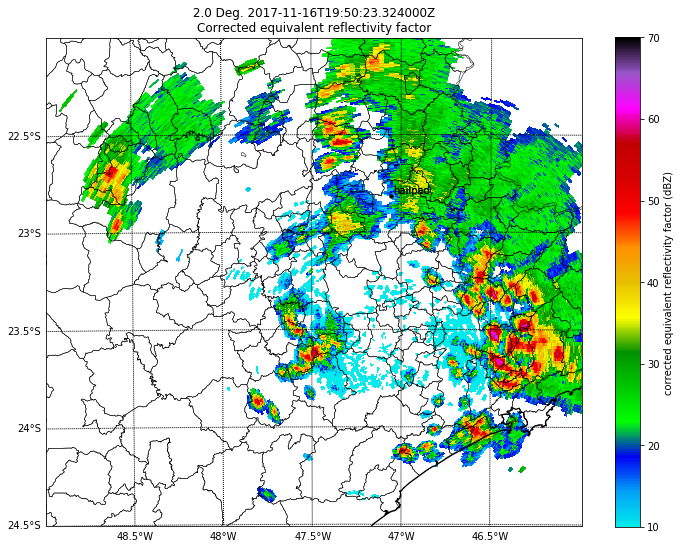 2.0 Deg. 2017-11-16T19:50:23.324000Z
Corrected equivalent reflectivity factor
22.5°S
23°S
23.5°S
24°S
24.5°S
48.5°W
48°W
47.5°W
47°W
46.5°W
hailpad
70
60
50
40
30
20
10
corrected equivalent reflectivity factor (dBZ)